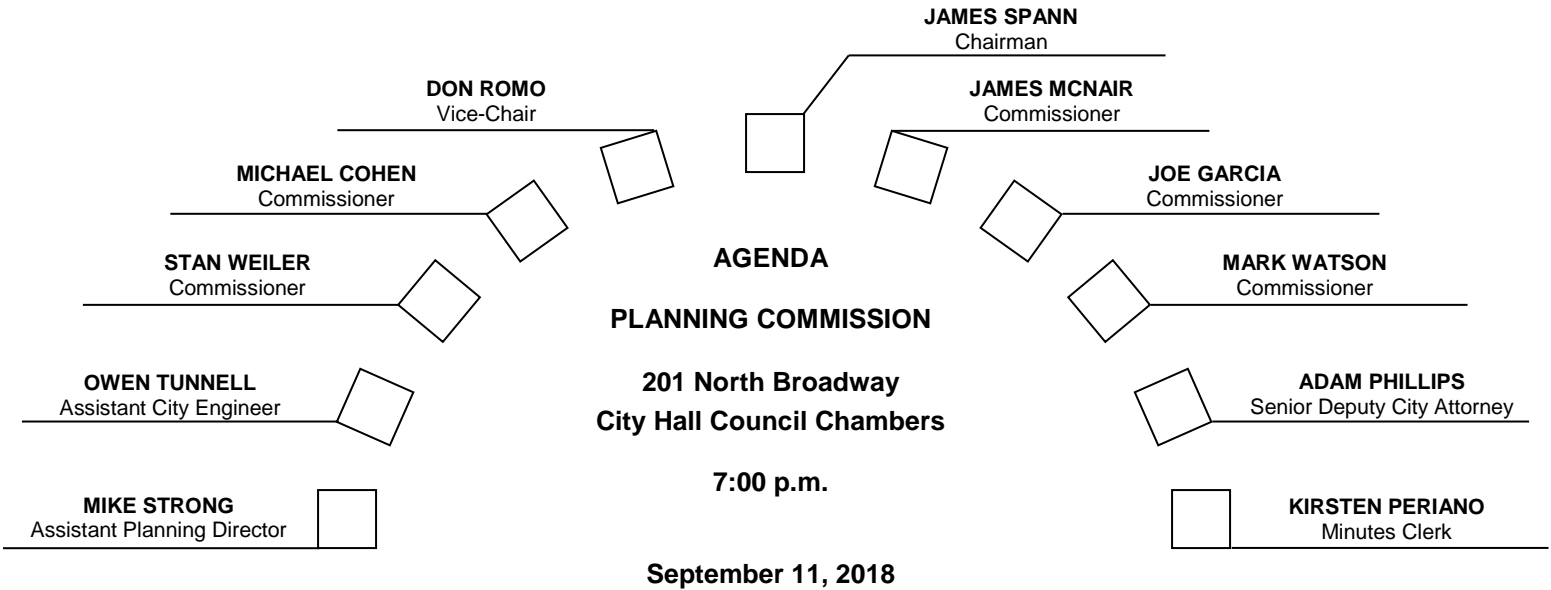 JAMES SPANN
Chairman
DON ROMO
Vice-Chair
JAMES MCNAIR
Commissioner
MICHAEL COHEN
Commissioner
JOE GARCIA
Commissioner
STAN WEILER
Commissioner
AGENDA
MARK WATSON
Commissioner
PLANNING COMMISSION
OWEN TUNNELL
Assistant City Engineer
201 North Broadway
City Hall Council Chambers
ADAM PHILLIPS
Senior Deputy City Attorney
7:00 p.m.
MIKE STRONG
Assistant Planning Director
KIRSTEN PERIANO
Minutes Clerk
September 11, 2018